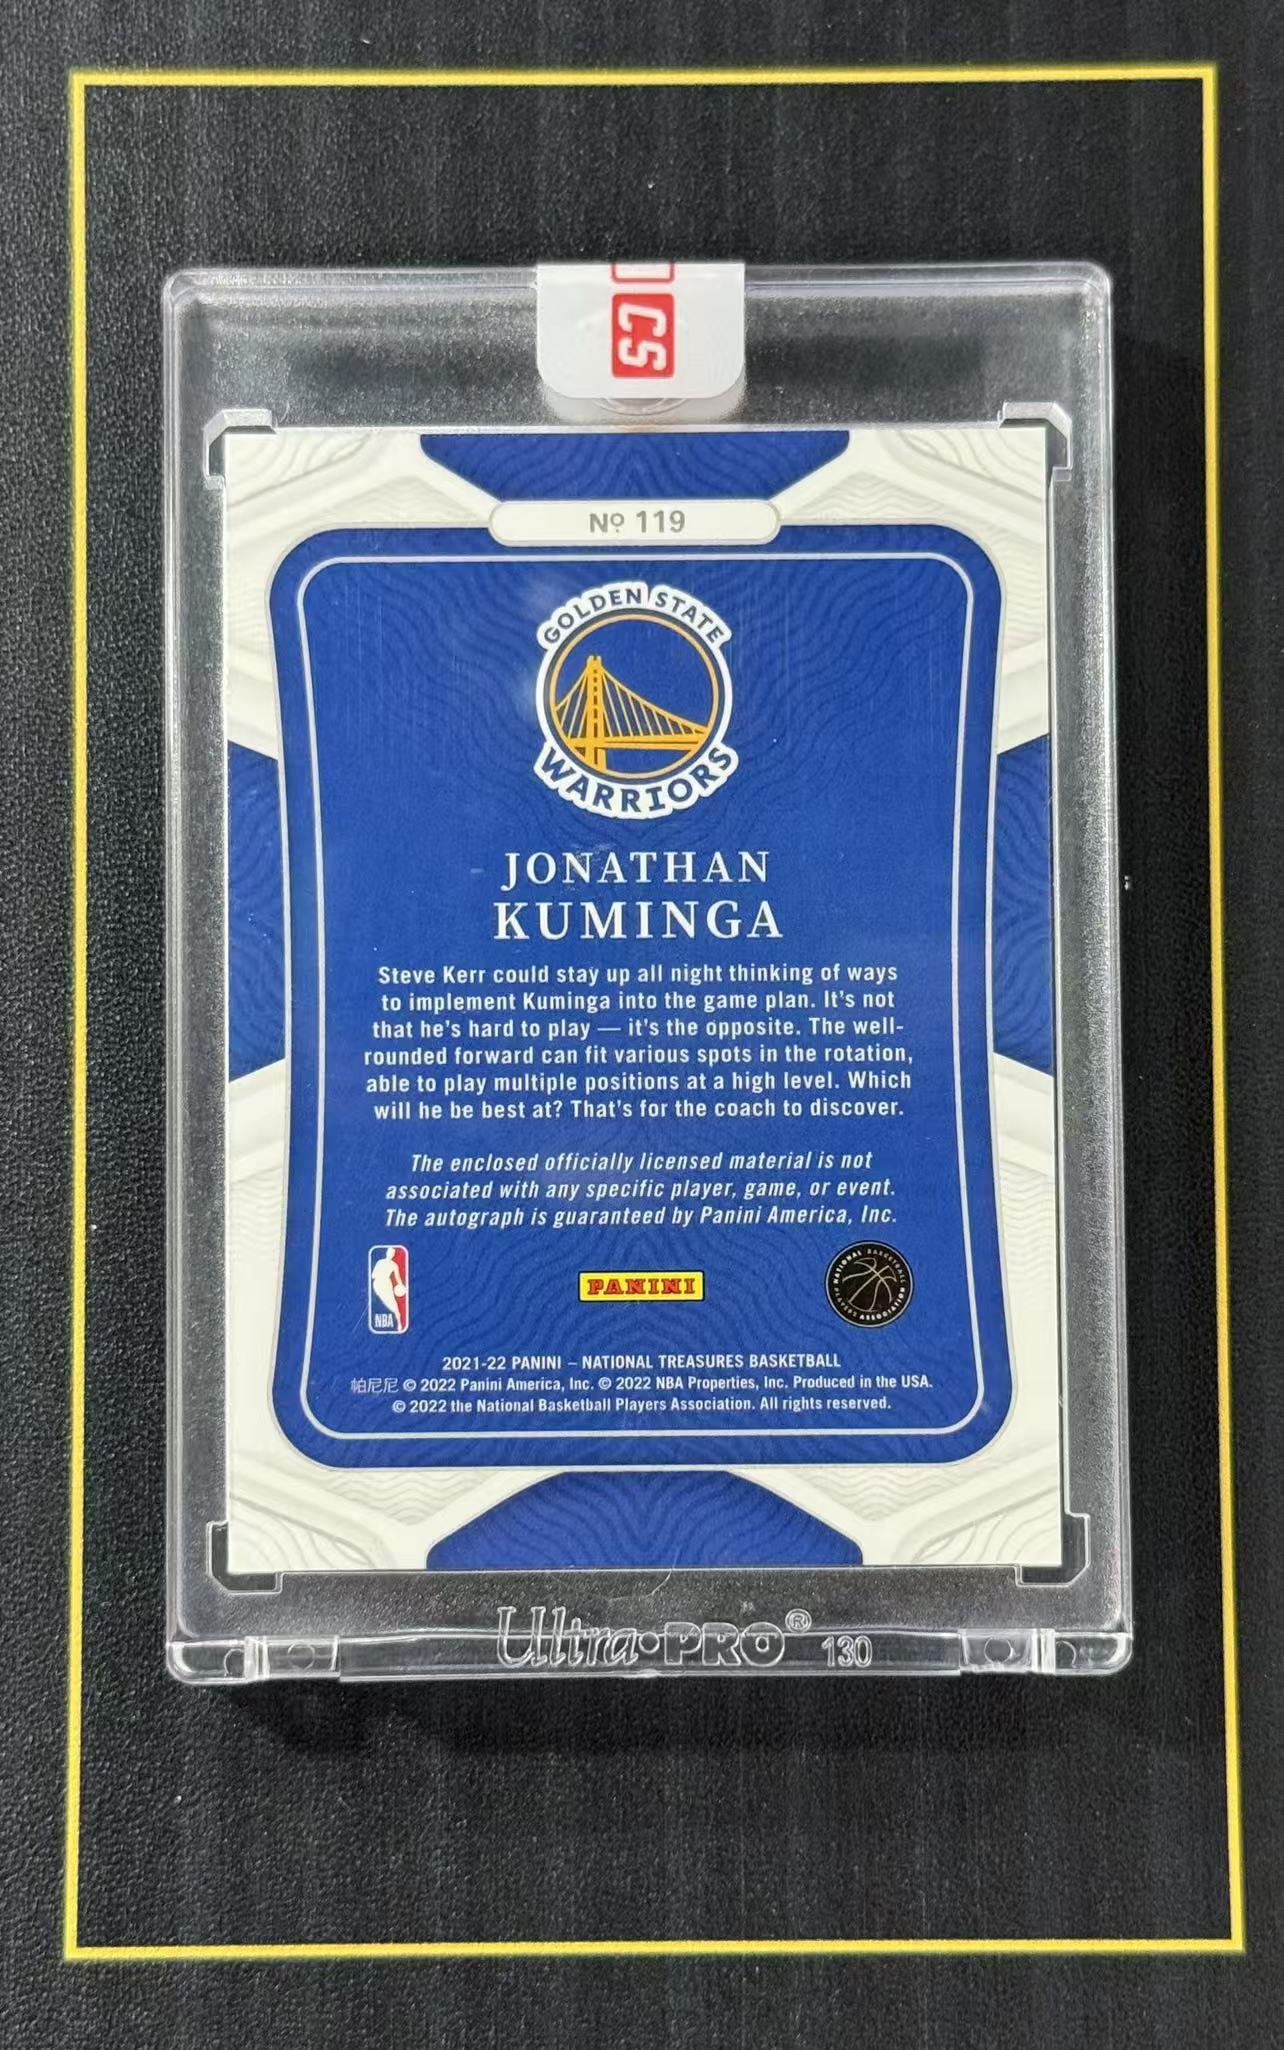 CS
Nº 119
GOLDEN STATE
WARRIORS
JONATHAN
KUMINGA
Steve Kerr could stay up all night thinking of ways
to implement Kuminga into the game plan. It's not
that he's hard to play — it's the opposite. The well-
rounded forward can fit various spots in the rotation,
able to play multiple positions at a high level. Which
will he be best at? That's for the coach to discover.
The enclosed officially licensed material is not
associated with any specific player, game, or event.
The autograph is guaranteed by Panini America, Inc.
NBA
PANINI
NATIONAL BASKETBALL
PLAYERS ASSOCIATION
2021-22 PANINI – NATIONAL TREASURES BASKETBALL
帕尼尼 © 2022 Panini America, Inc. © 2022 NBA Properties, Inc. Produced in the USA.
© 2022 the National Basketball Players Association. All rights reserved.
Ultra•PRO® 130